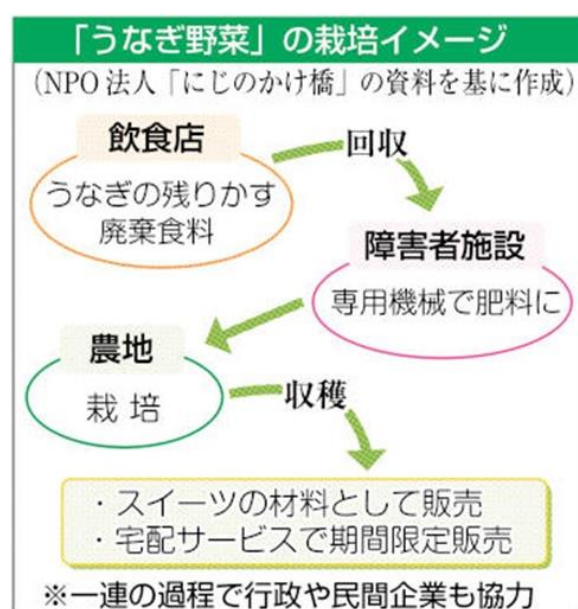 「うなぎ野菜」の栽培イメージ
(NPO法人「にじのかけ橋」の資料を基に作成)
飲食店
回収
うなぎの残りかす
廃棄食料
障害者施設
専用機械で肥料に
農地
栽培
収穫
・スイーツの材料として販売
・宅配サービスで期間限定販売
※一連の過程で行政や民間企業も協力